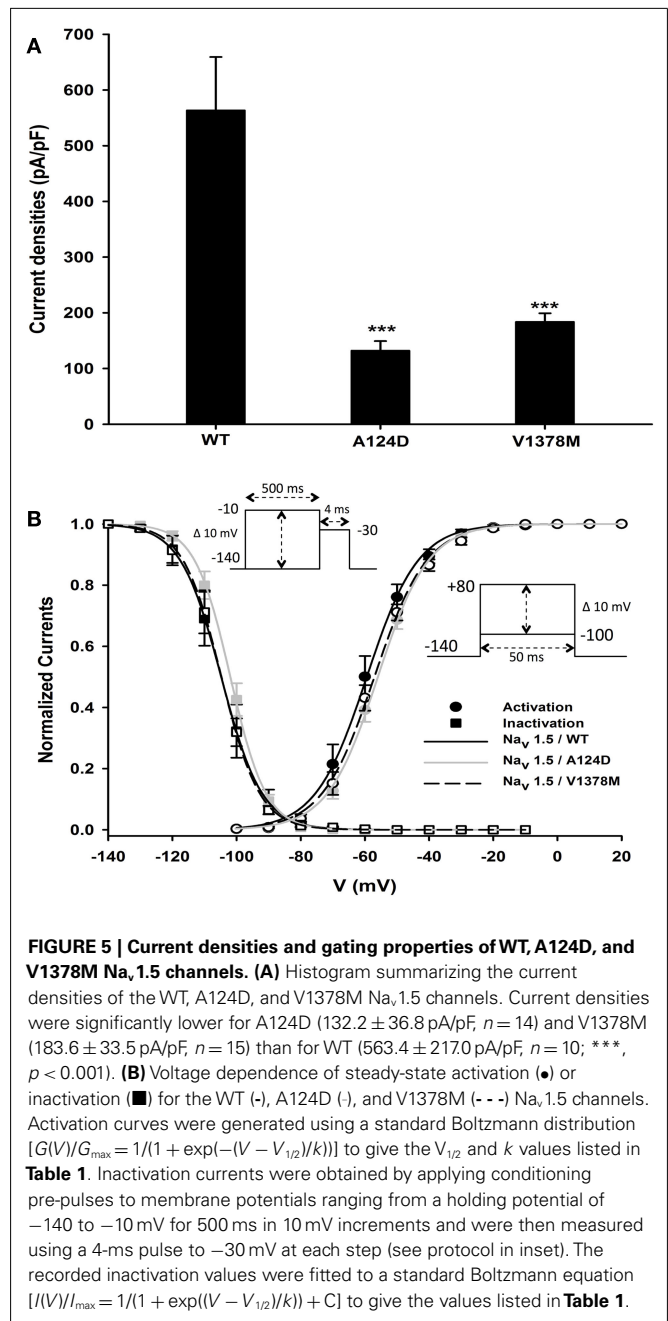 A
Current densities (pA/pF)
700
600
500
400
300
200
100
0
***
***
WT
A124D
V1378M
B
Normalized Currents
1.0
0.8
0.6
0.4
0.2
0.0
500 ms
-10
4 ms
-30
Δ 10 mV
-140
+80
Δ 10 mV
-140
-100
50 ms
Activation
Inactivation
Nav 1.5 / WT
Nav 1.5 / A124D
Nav 1.5 / V1378M
-140
-120
-100
-80
-60
-40
-20
0
20
V (mV)
FIGURE 5 | Current densities and gating properties of WT, A124D, and
V1378M Nav1.5 channels. (A) Histogram summarizing the current
densities of the WT, A124D, and V1378M Nav1.5 channels. Current densities
were significantly lower for A124D (132.2 ± 36.8 pA/pF, n = 14) and V1378M
(183.6 ± 33.5 pA/pF, n = 15) than for WT (563.4 ± 217.0 pA/pF, n = 10; ***,
p < 0.001). (B) Voltage dependence of steady-state activation (●) or
inactivation (■) for the WT (-), A124D (-), and V1378M (- - -) Nav1.5 channels.
Activation curves were generated using a standard Boltzmann distribution
[G(V)/Gmax = 1/(1 + exp(−(V − V1/2)/k))] to give the V1/2 and k values listed in
Table 1. Inactivation currents were obtained by applying conditioning
pre-pulses to membrane potentials ranging from a holding potential of
−140 to −10 mV for 500 ms in 10 mV increments and were then measured
using a 4-ms pulse to −30 mV at each step (see protocol in inset). The
recorded inactivation values were fitted to a standard Boltzmann equation
[I(V)/Imax = 1/(1 + exp((V − V1/2)/k)) + C] to give the values listed in Table 1.